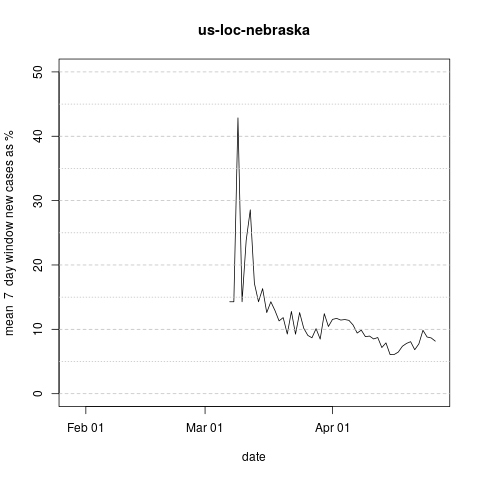 us-loc-nebraska
mean  7  day window new cases as %
50
40
30
20
10
0
Feb 01
Mar 01
Apr 01
date